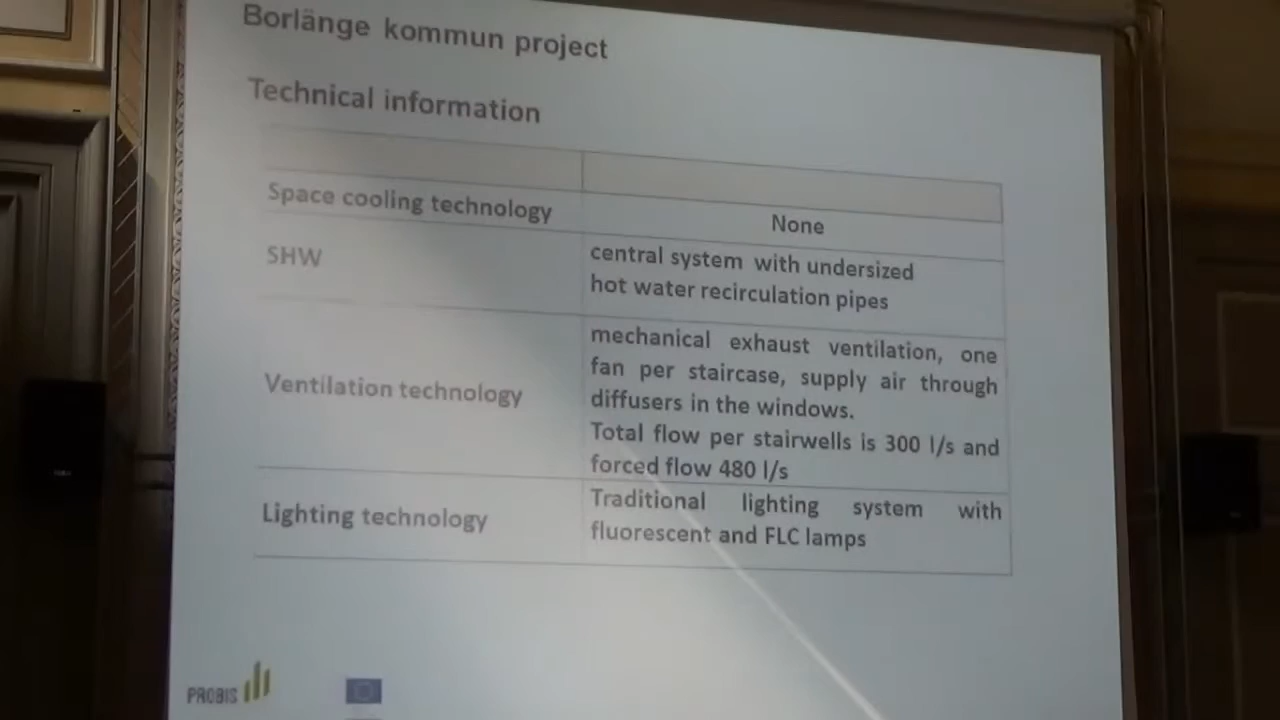 Borlänge kommun project
Technical information
Space cooling technology
None
SHW
central system with undersized
hot water recirculation pipes
Ventilation technology
mechanical exhaust ventilation, one
fan per staircase, supply air through
diffusers in the windows.
Total flow per stairwells is 300 l/s and
forced flow 480 l/s
Lighting technology
Traditional lighting system with
fluorescent and FLC lamps
PROBIS